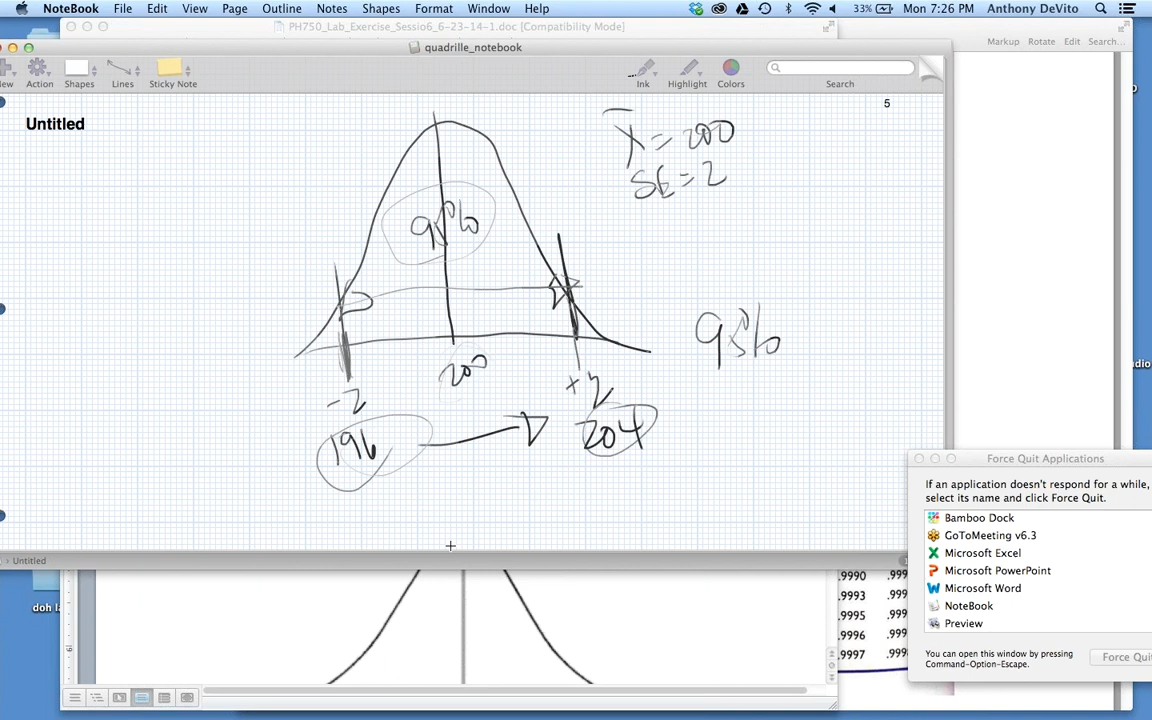 NoteBook File Edit View Page Outline Notes Shapes Format Window Help 33% Mon 7:26 PM Anthony DeVito
PH750_Lab_Exercise_Sessio6_6-23-14-1.doc [Compatibility Mode]
Markup Rotate Edit Search...
quadrille_notebook
Action Shapes Lines Sticky Note Ink Highlight Colors Search
5
Untitled
X = 200
SE = 2
95%
95%
200
-2
+2
196
204
Untitled
Force Quit Applications
If an application doesn't respond for a while,
select its name and click Force Quit.
Bamboo Dock
GoToMeeting v6.3
Microsoft Excel
Microsoft PowerPoint
Microsoft Word
NoteBook
Preview
You can open this window by pressing
Command-Option-Escape.
Force Quit
doh la
.9990
.9993
.9995
.9996
.9997